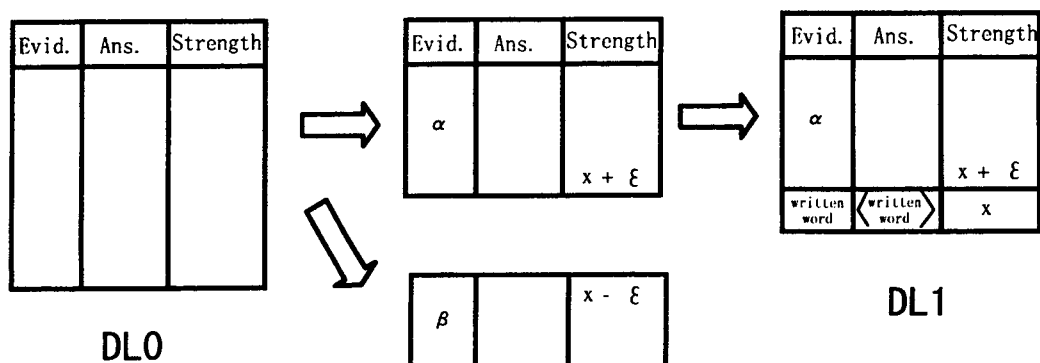 Evid. Ans. Strength
DL0
Evid. Ans. Strength
α
x + ε
β
x - ε
Evid. Ans. Strength
α
x + ε
written word 〈written word〉 x
DL1